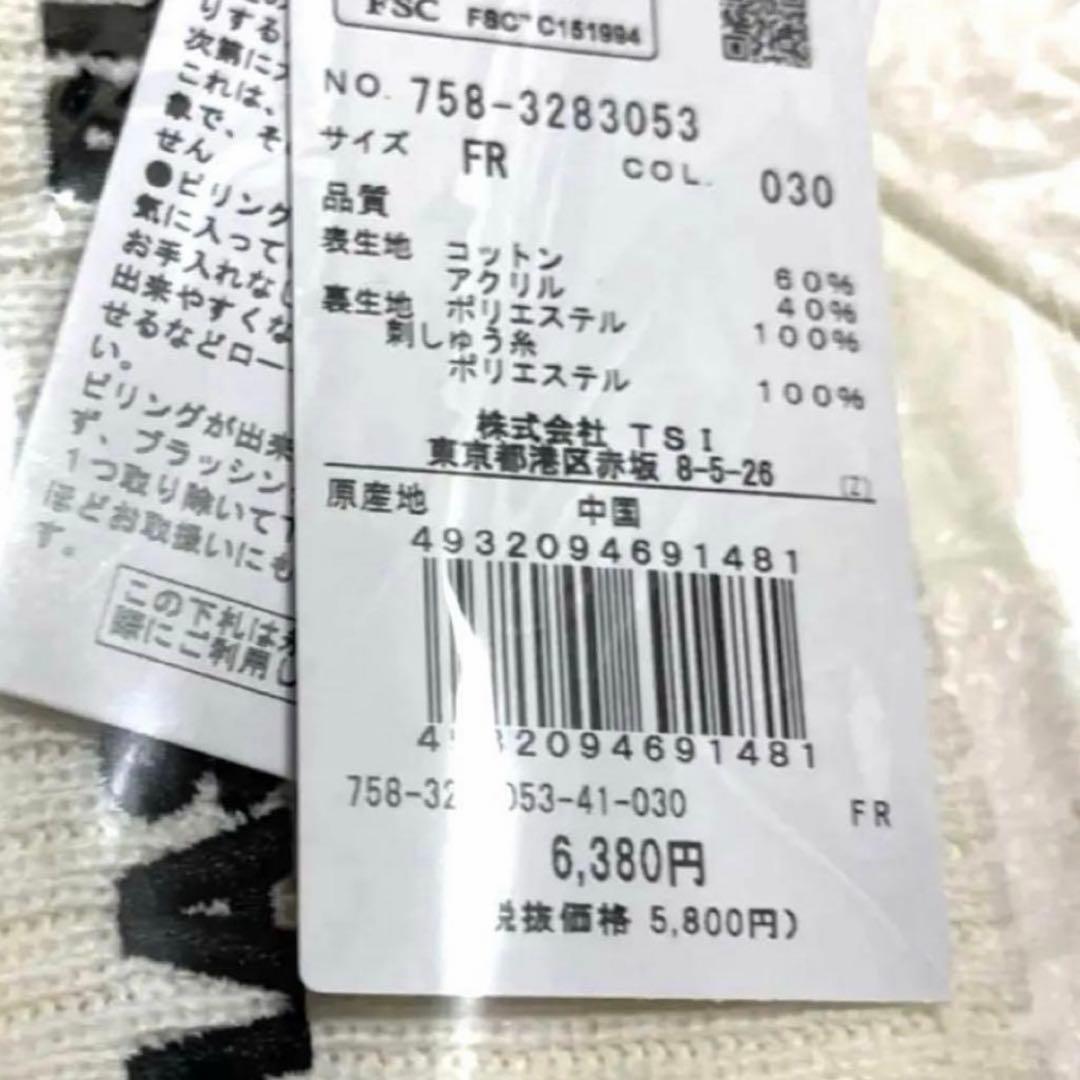 りする
次第に
これは、
象で、そ
せん
●ピリング
気に入って
お手入れなし
出来やすくな
せるなどロー
い。
ピリングが出来
ず、ブラッシン
1つ取り除いて
ほどお取扱いにも
す。
この下札は
際にご利用し
FSC FSC™ C151994
NO. 758-3283053
サイズ FR COL. 030
品質
表生地 コットン 60%
アクリル 40%
裏生地 ポリエステル 100%
刺しゅう糸
ポリエステル 100%
株式会社 TSI
東京都港区赤坂 8-5-26
(Z)
原産地 中国
4932094691481
4932094691481
758-32 053-41-030 FR
6,380円
税抜価格 5,800円)